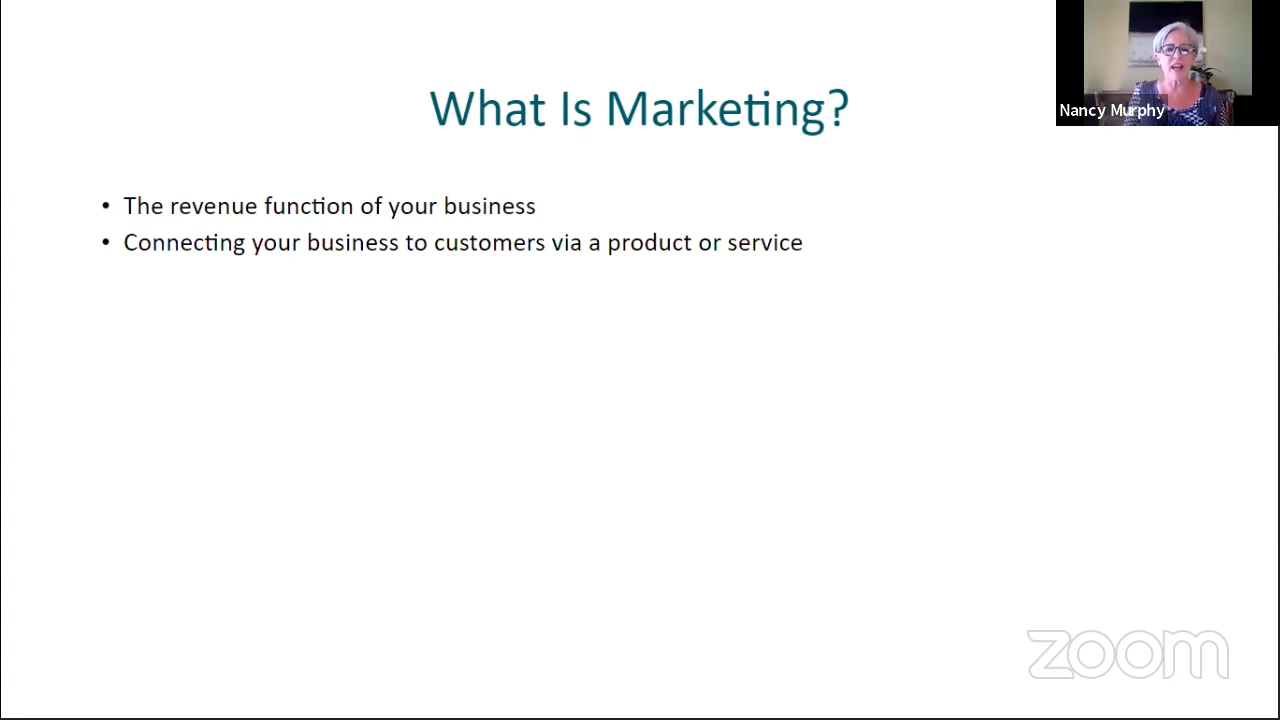 What Is Marketing?
Nancy Murphy
• The revenue function of your business
• Connecting your business to customers via a product or service
zoom